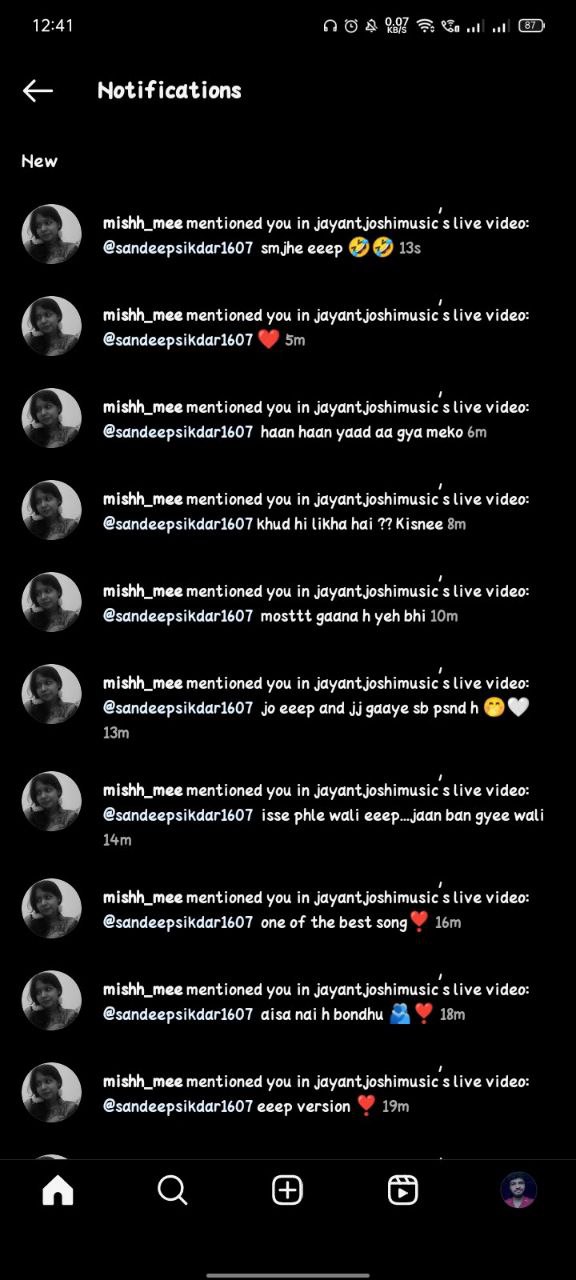 12:41
0.07 KB/S 87
Notifications
New
mishh_mee mentioned you in jayantjoshimusic's live video:
@sandeepsikdar1607 smjhe eeep 🤣🤣 13s
mishh_mee mentioned you in jayantjoshimusic's live video:
@sandeepsikdar1607 ❤️ 5m
mishh_mee mentioned you in jayantjoshimusic's live video:
@sandeepsikdar1607 haan haan yaad aa gya meko 6m
mishh_mee mentioned you in jayantjoshimusic's live video:
@sandeepsikdar1607 khud hi likha hai ?? Kisnee 8m
mishh_mee mentioned you in jayantjoshimusic's live video:
@sandeepsikdar1607 mosttt gaana h yeh bhi 10m
mishh_mee mentioned you in jayantjoshimusic's live video:
@sandeepsikdar1607 jo eeep and jj gaaye sb psnd h 🤭🤍
13m
mishh_mee mentioned you in jayantjoshimusic's live video:
@sandeepsikdar1607 isse phle wali eeep...jaan ban gyee wali
14m
mishh_mee mentioned you in jayantjoshimusic's live video:
@sandeepsikdar1607 one of the best song❣️ 16m
mishh_mee mentioned you in jayantjoshimusic's live video:
@sandeepsikdar1607 aisa nai h bondhu 🫂❣️ 18m
mishh_mee mentioned you in jayantjoshimusic's live video:
@sandeepsikdar1607 eeep version ❣️ 19m